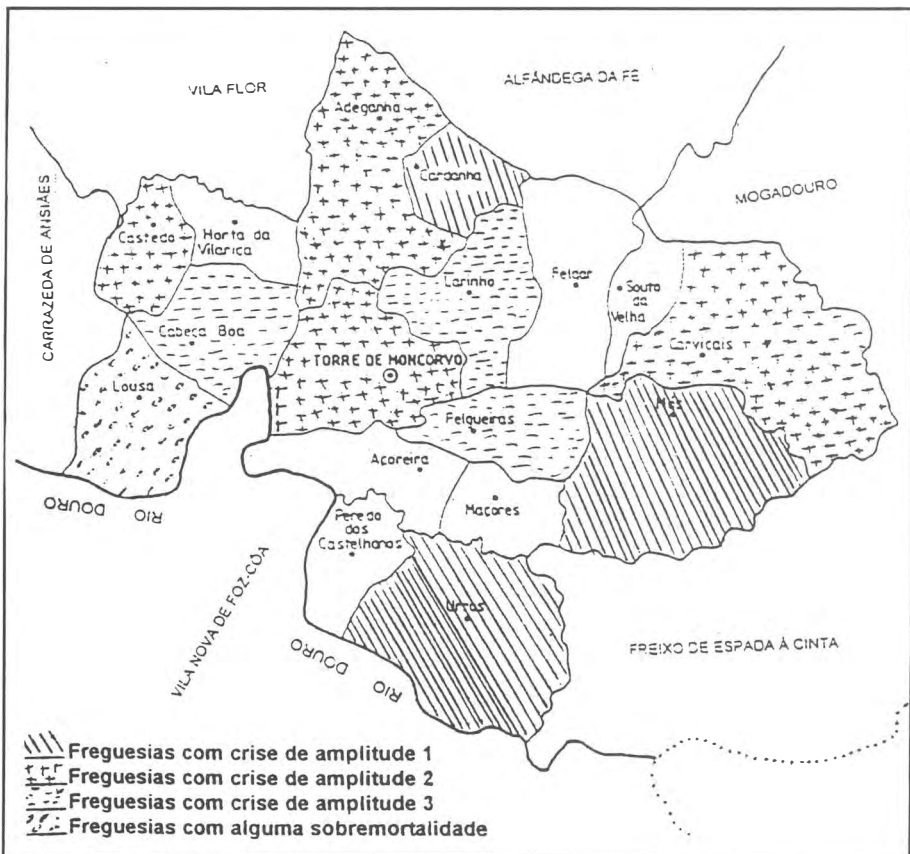 VILA FLOR
ALFÂNDEGA DA FÉ
Adeganha
CARRAZEDA DE ANSIÃES
Cardanha
MOGADOURO
Castedo
Horta da
Vilariça
Larinho
Felgar
Souto
da
Velha
Cabeça Boa
Carviçais
TORRE DE MONCORVO
Lousa
Mós
Felgueiras
Açoreira
RIO
DOURO
Maçores
Peredo
dos
Castelhanos
VILA NOVA DE FOZ-CÔA
Urros
RIO
DOURO
FREIXO DE ESPADA À CINTA
Freguesias com crise de amplitude 1
Freguesias com crise de amplitude 2
Freguesias com crise de amplitude 3
Freguesias com alguma sobremortalidade